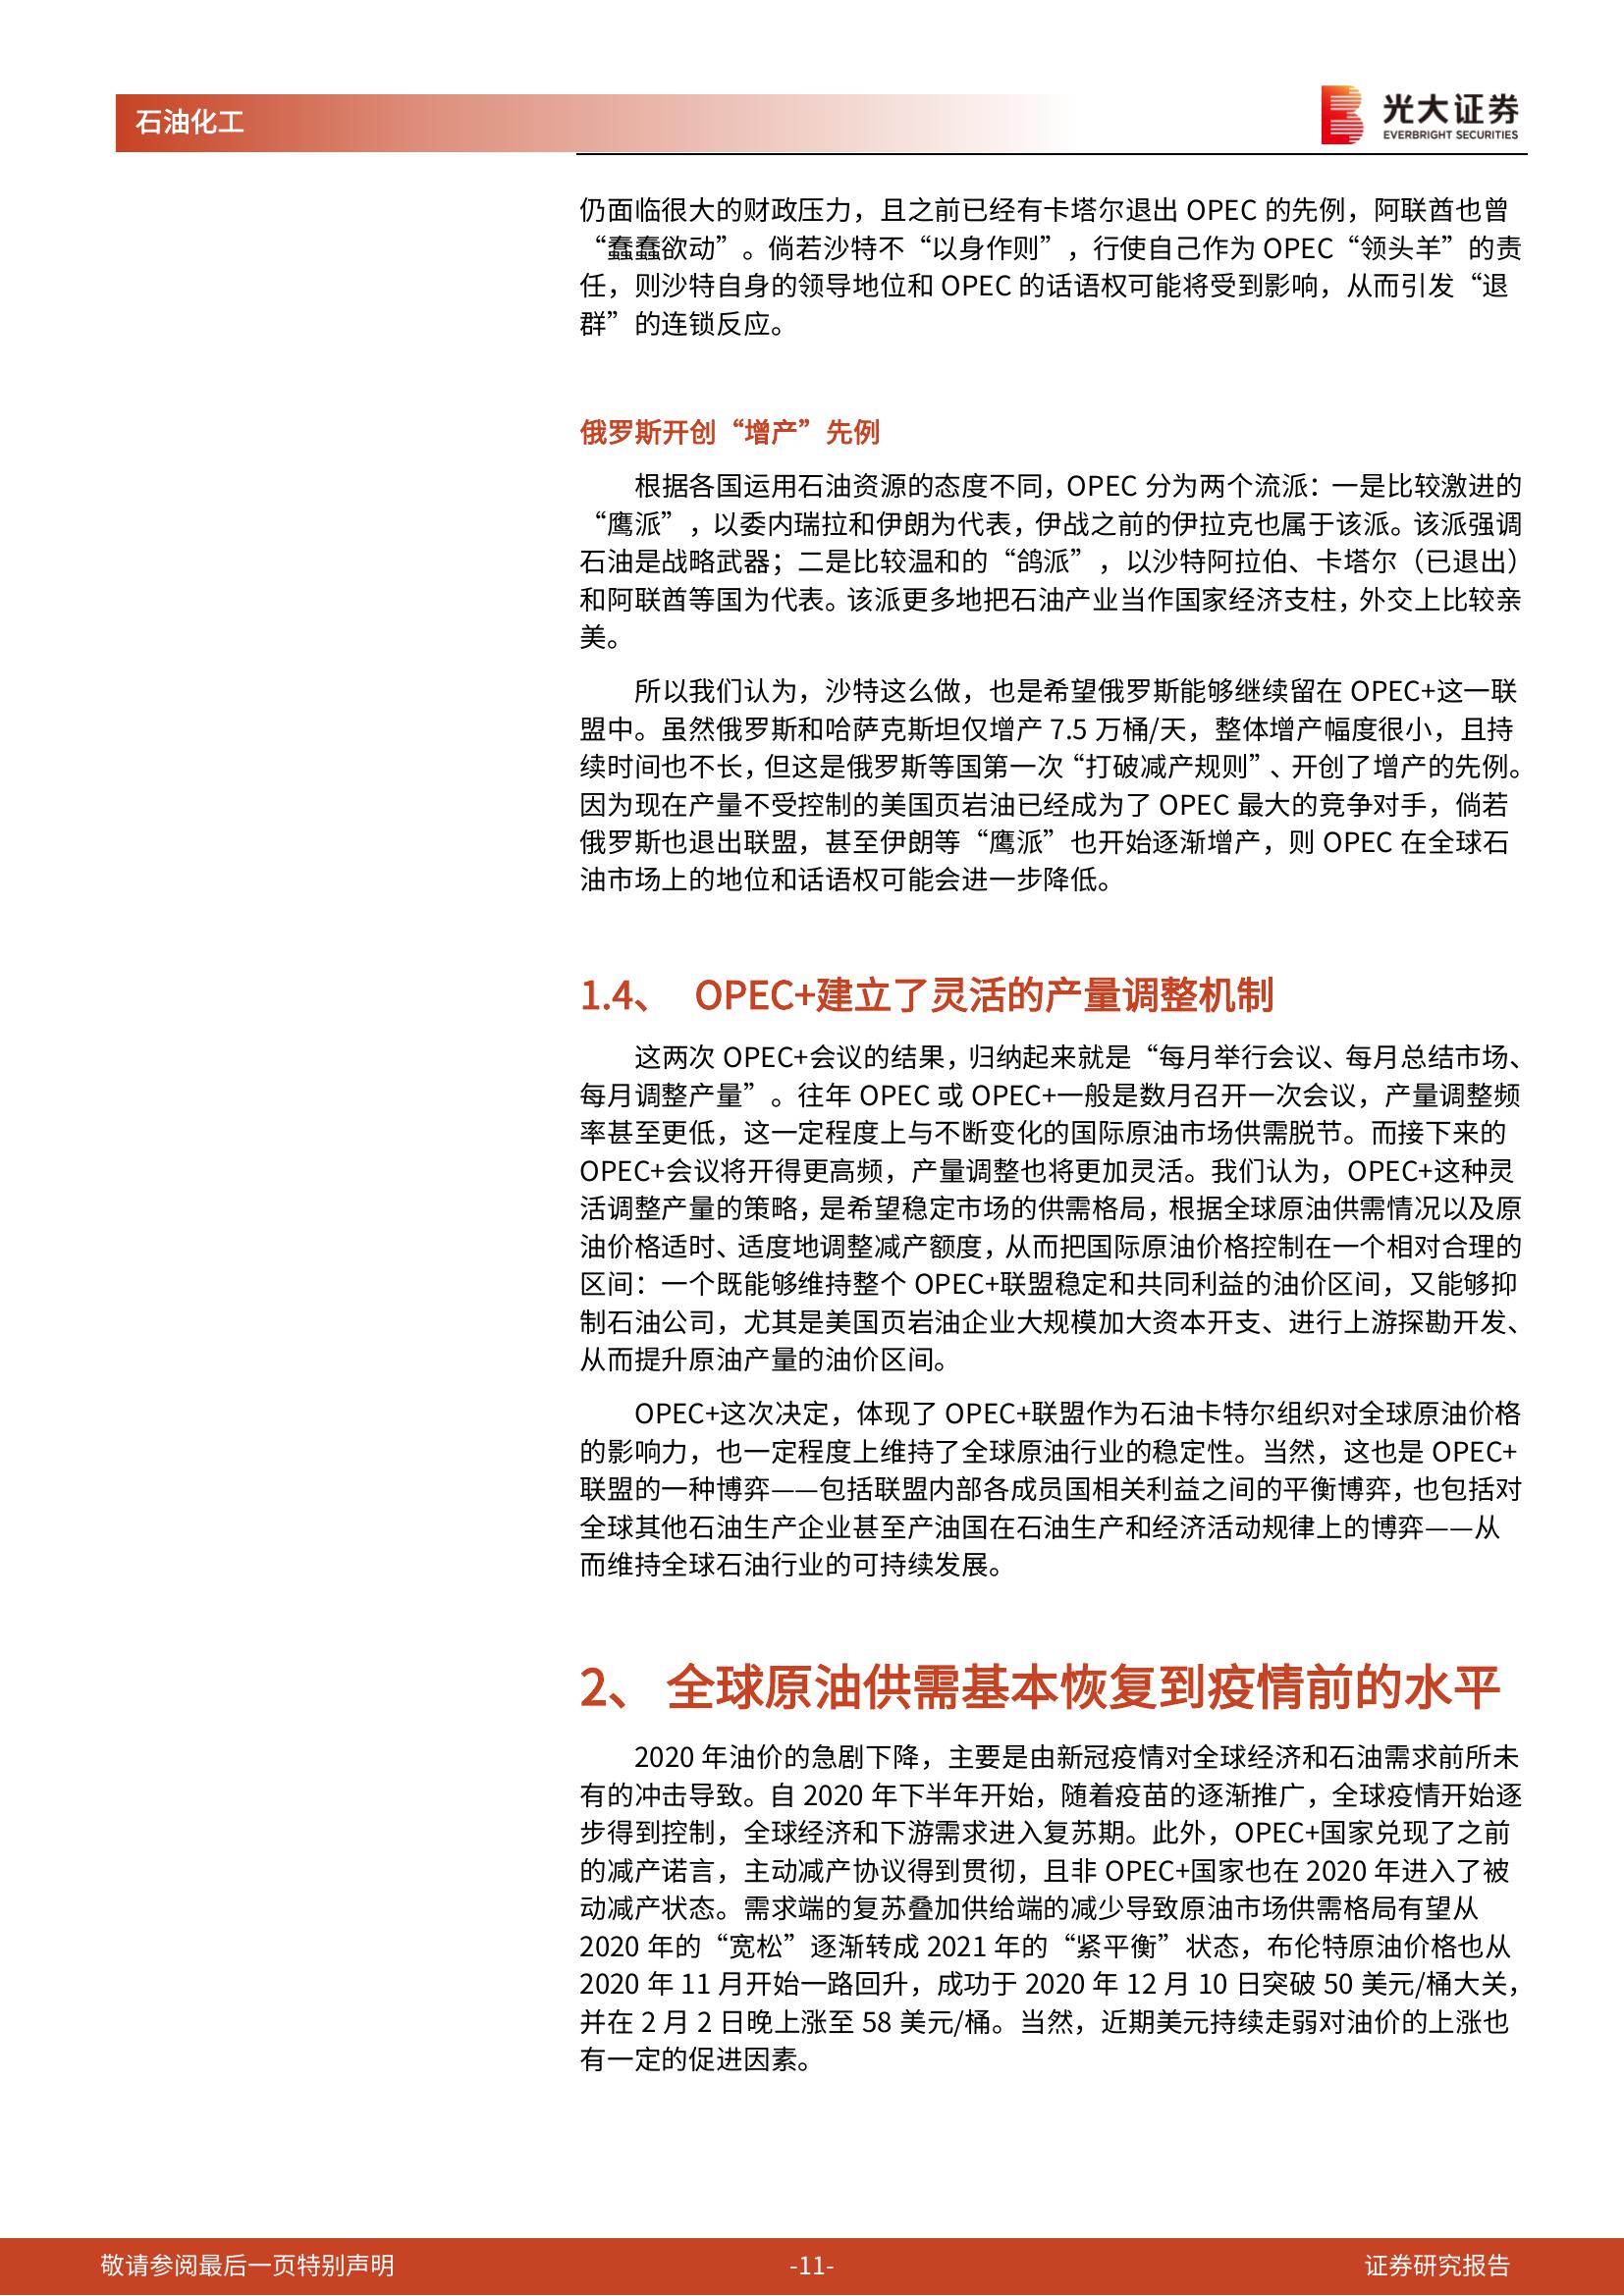 石油化工
光大证券
EVERBRIGHT SECURITIES
仍面临很大的财政压力，且之前已经有卡塔尔退出 OPEC 的先例，阿联酋也曾
“蠢蠢欲动”。倘若沙特不“以身作则”，行使自己作为 OPEC“领头羊”的责
任，则沙特自身的领导地位和 OPEC 的话语权可能将受到影响，从而引发“退
群”的连锁反应。
俄罗斯开创“增产”先例
根据各国运用石油资源的态度不同，OPEC 分为两个流派：一是比较激进的
“鹰派”，以委内瑞拉和伊朗为代表，伊战之前的伊拉克也属于该派。该派强调
石油是战略武器；二是比较温和的“鸽派”，以沙特阿拉伯、卡塔尔（已退出）
和阿联酋等国为代表。该派更多地把石油产业当作国家经济支柱，外交上比较亲
美。
所以我们认为，沙特这么做，也是希望俄罗斯能够继续留在 OPEC+这一联
盟中。虽然俄罗斯和哈萨克斯坦仅增产 7.5 万桶/天，整体增产幅度很小，且持
续时间也不长，但这是俄罗斯等国第一次“打破减产规则”、开创了增产的先例。
因为现在产量不受控制的美国页岩油已经成为了 OPEC 最大的竞争对手，倘若
俄罗斯也退出联盟，甚至伊朗等“鹰派”也开始逐渐增产，则 OPEC 在全球石
油市场上的地位和话语权可能会进一步降低。
1.4、 OPEC+建立了灵活的产量调整机制
这两次 OPEC+会议的结果，归纳起来就是“每月举行会议、每月总结市场、
每月调整产量”。往年 OPEC 或 OPEC+一般是数月召开一次会议，产量调整频
率甚至更低，这一定程度上与不断变化的国际原油市场供需脱节。而接下来的
OPEC+会议将开得更高频，产量调整也将更加灵活。我们认为，OPEC+这种灵
活调整产量的策略，是希望稳定市场的供需格局，根据全球原油供需情况以及原
油价格适时、适度地调整减产额度，从而把国际原油价格控制在一个相对合理的
区间：一个既能够维持整个 OPEC+联盟稳定和共同利益的油价区间，又能够抑
制石油公司，尤其是美国页岩油企业大规模加大资本开支、进行上游探勘开发、
从而提升原油产量的油价区间。
OPEC+这次决定，体现了 OPEC+联盟作为石油卡特尔组织对全球原油价格
的影响力，也一定程度上维持了全球原油行业的稳定性。当然，这也是 OPEC+
联盟的一种博弈——包括联盟内部各成员国相关利益之间的平衡博弈，也包括对
全球其他石油生产企业甚至产油国在石油生产和经济活动规律上的博弈——从
而维持全球石油行业的可持续发展。
2、 全球原油供需基本恢复到疫情前的水平
2020 年油价的急剧下降，主要是由新冠疫情对全球经济和石油需求前所未
有的冲击导致。自 2020 年下半年开始，随着疫苗的逐渐推广，全球疫情开始逐
步得到控制，全球经济和下游需求进入复苏期。此外，OPEC+国家兑现了之前
的减产诺言，主动减产协议得到贯彻，且非 OPEC+国家也在 2020 年进入了被
动减产状态。需求端的复苏叠加供给端的减少导致原油市场供需格局有望从
2020 年的“宽松”逐渐转成 2021 年的“紧平衡”状态，布伦特原油价格也从
2020 年 11 月开始一路回升，成功于 2020 年 12 月 10 日突破 50 美元/桶大关，
并在 2 月 2 日晚上涨至 58 美元/桶。当然，近期美元持续走弱对油价的上涨也
有一定的促进因素。
敬请参阅最后一页特别声明
-11-
证券研究报告